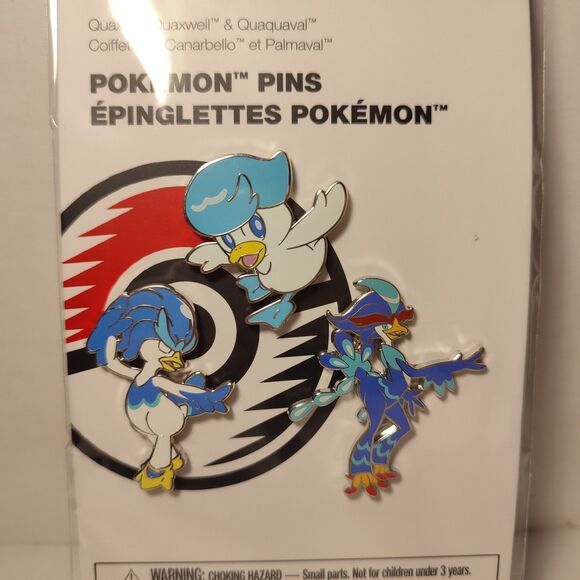 Quaxwell™ & Quaquaval™
Canarbello™ et Palmaval™
POKÉMON™ PINS
ÉPINGLETTES POKÉMON™
WARNING: CHOKING HAZARD — Small parts. Not for children under 3 years.